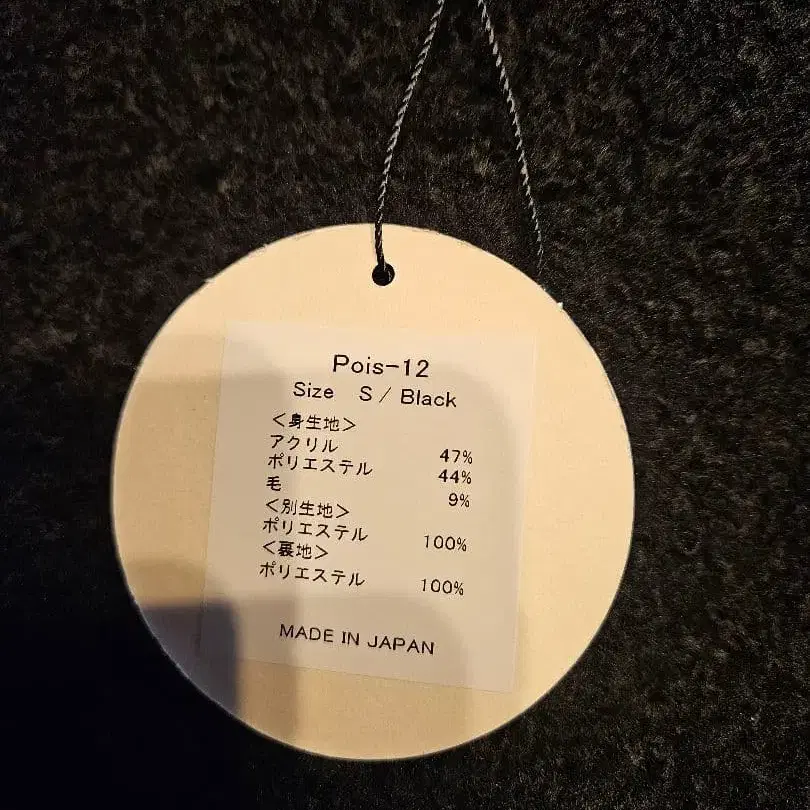 Pois-12
Size S / Black
＜身生地＞
アクリル 47%
ポリエステル 44%
毛 9%
＜別生地＞
ポリエステル 100%
＜裏地＞
ポリエステル 100%
MADE IN JAPAN